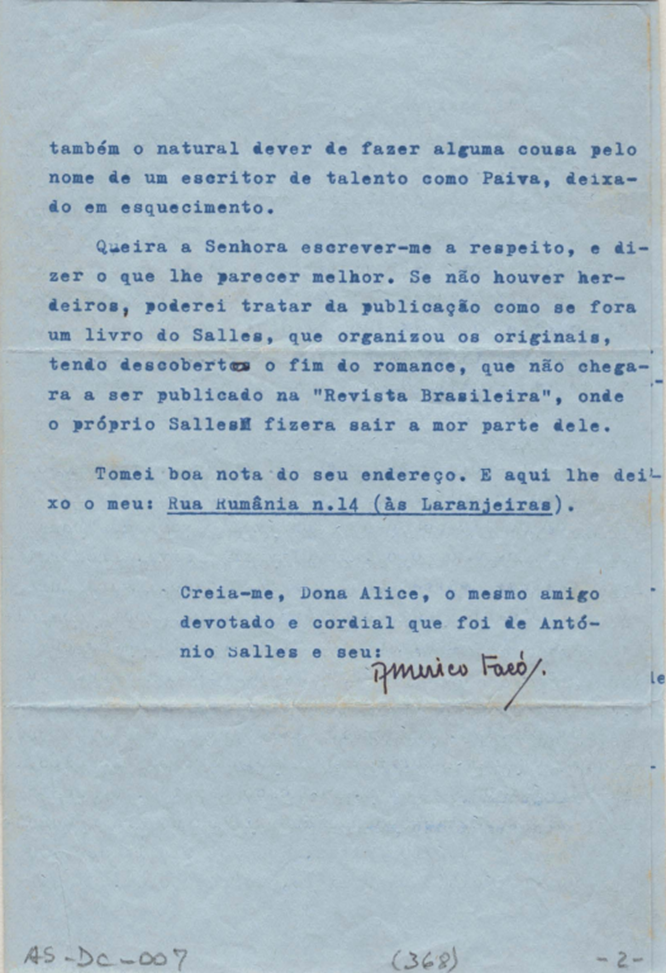 também o natural dever de fazer alguma cousa pelo
nome de um escritor de talento como Paiva, deixa-
do em esquecimento.
Queira a Senhora escrever-me a respeito, e di-
zer o que lhe parecer melhor. Se não houver her-
deiros, poderei tratar da publicação como se fora
um livro do Salles, que organizou os originais,
tendo descoberto o fim do romance, que não chega-
ra a ser publicado na "Revista Brasileira", onde
o próprio Salles fizera sair a mor parte dele.
Tomei boa nota do seu endereço. E aqui lhe dei-
xo o meu: Rua Rumânia n.14 (às Laranjeiras).
Creia-me, Dona Alice, o mesmo amigo
devotado e cordial que foi de Antó-
nio Salles e seu:
Americo Facó.
AS-DC-007 (368) -2-